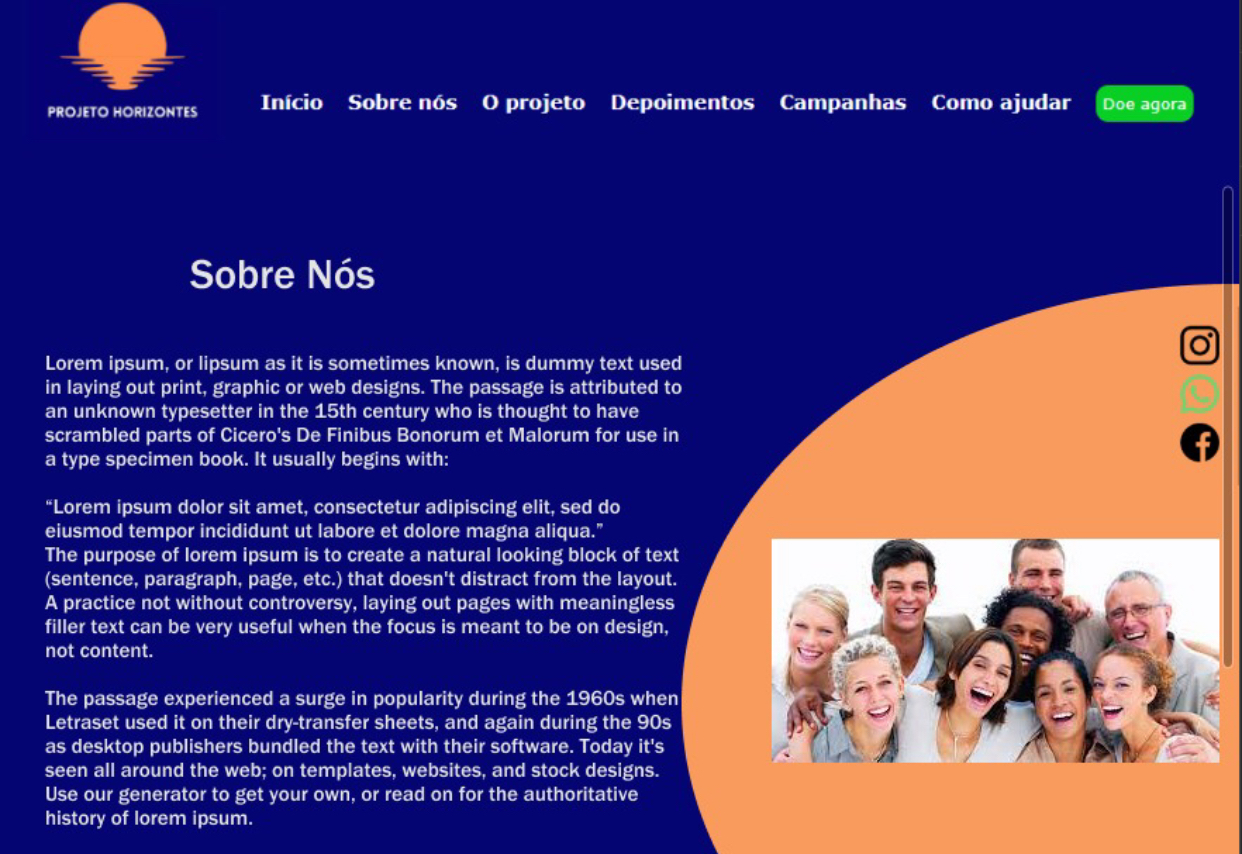 PROJETO HORIZONTES
Início Sobre nós O projeto Depoimentos Campanhas Como ajudar Doe agora
Sobre Nós
Lorem ipsum, or lipsum as it is sometimes known, is dummy text used
in laying out print, graphic or web designs. The passage is attributed to
an unknown typesetter in the 15th century who is thought to have
scrambled parts of Cicero's De Finibus Bonorum et Malorum for use in
a type specimen book. It usually begins with:
“Lorem ipsum dolor sit amet, consectetur adipiscing elit, sed do
eiusmod tempor incididunt ut labore et dolore magna aliqua.”
The purpose of lorem ipsum is to create a natural looking block of text
(sentence, paragraph, page, etc.) that doesn't distract from the layout.
A practice not without controversy, laying out pages with meaningless
filler text can be very useful when the focus is meant to be on design,
not content.
The passage experienced a surge in popularity during the 1960s when
Letraset used it on their dry-transfer sheets, and again during the 90s
as desktop publishers bundled the text with their software. Today it's
seen all around the web; on templates, websites, and stock designs.
Use our generator to get your own, or read on for the authoritative
history of lorem ipsum.